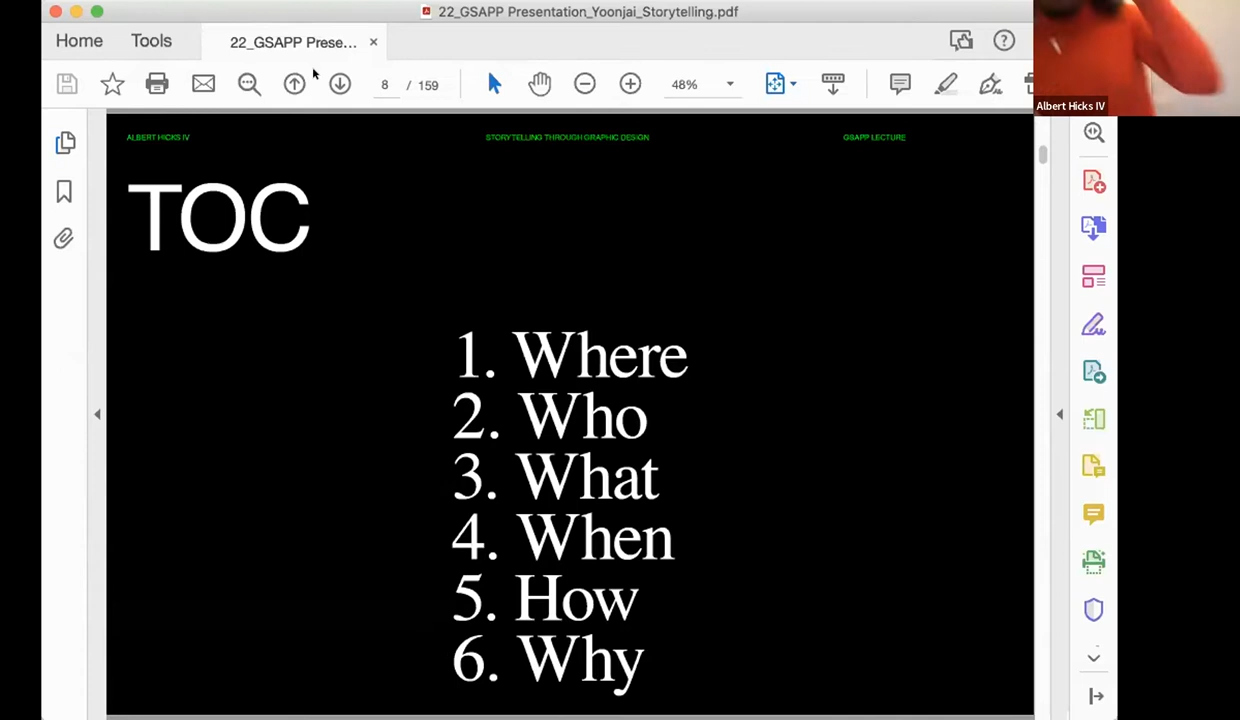 22_GSAPP Presentation_Yoonjai_Storytelling.pdf
Home Tools 22_GSAPP Prese... ×
8 / 159 48%
Albert Hicks IV
ALBERT HICKS IV STORYTELLING THROUGH GRAPHIC DESIGN GSAPP LECTURE
TOC
1. Where
2. Who
3. What
4. When
5. How
6. Why